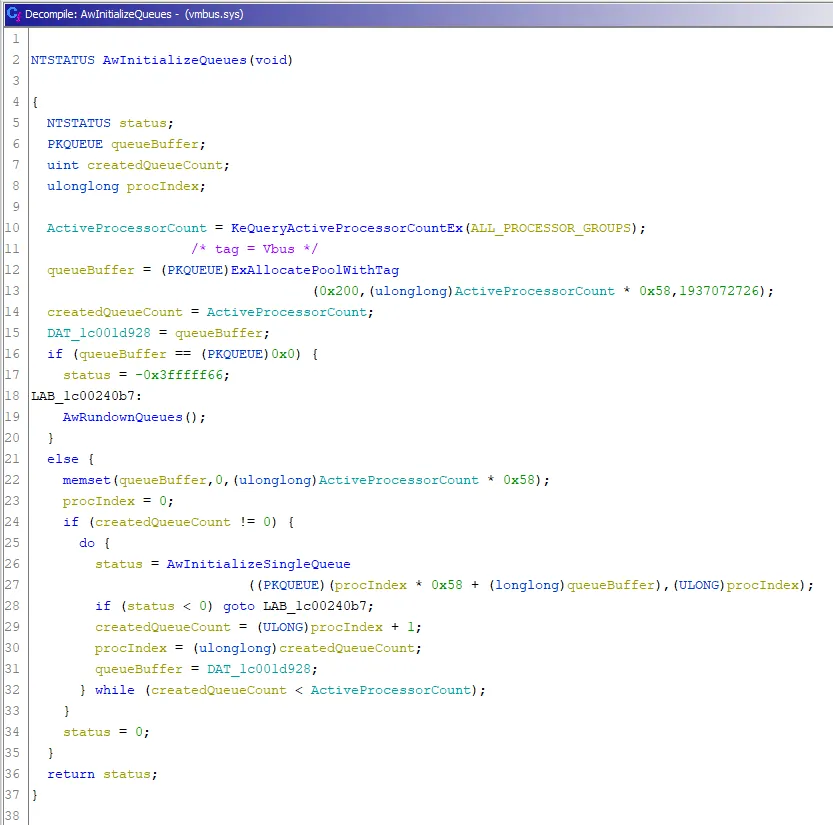 Decompile: AwInitializeQueues - (vmbus.sys)
1
2 NTSTATUS AwInitializeQueues(void)
3
4 {
5 NTSTATUS status;
6 PKQUEUE queueBuffer;
7 uint createdQueueCount;
8 ulonglong procIndex;
9
10 ActiveProcessorCount = KeQueryActiveProcessorCountEx(ALL_PROCESSOR_GROUPS);
11 /* tag = Vbus */
12 queueBuffer = (PKQUEUE)ExAllocatePoolWithTag
13 (0x200,(ulonglong)ActiveProcessorCount * 0x58,1937072726);
14 createdQueueCount = ActiveProcessorCount;
15 DAT_1c001d928 = queueBuffer;
16 if (queueBuffer == (PKQUEUE)0x0) {
17 status = -0x3fffff66;
18 LAB_1c00240b7:
19 AwRundownQueues();
20 }
21 else {
22 memset(queueBuffer,0,(ulonglong)ActiveProcessorCount * 0x58);
23 procIndex = 0;
24 if (createdQueueCount != 0) {
25 do {
26 status = AwInitializeSingleQueue
27 ((PKQUEUE)(procIndex * 0x58 + (longlong)queueBuffer),(ULONG)procIndex);
28 if (status < 0) goto LAB_1c00240b7;
29 createdQueueCount = (ULONG)procIndex + 1;
30 procIndex = (ulonglong)createdQueueCount;
31 queueBuffer = DAT_1c001d928;
32 } while (createdQueueCount < ActiveProcessorCount);
33 }
34 status = 0;
35 }
36 return status;
37 }
38